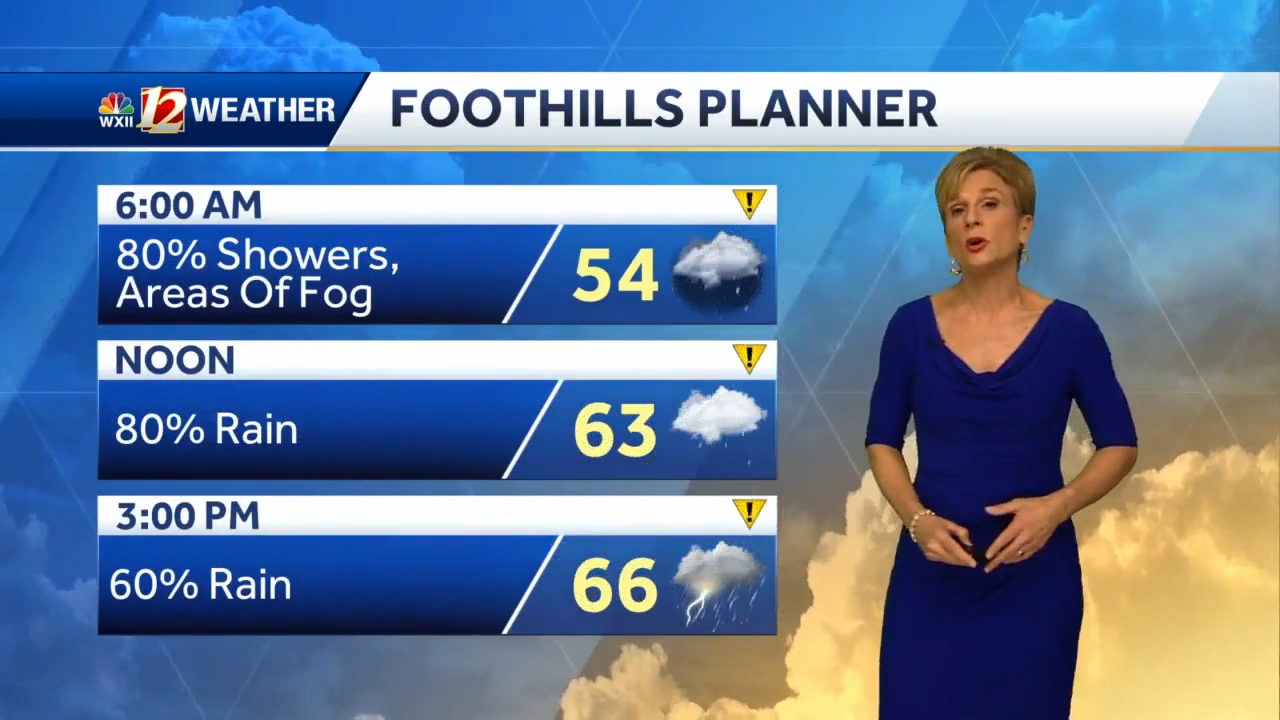 WXII 12 WEATHER
FOOTHILLS PLANNER
6:00 AM
80% Showers,
Areas Of Fog
54
NOON
80% Rain
63
3:00 PM
60% Rain
66